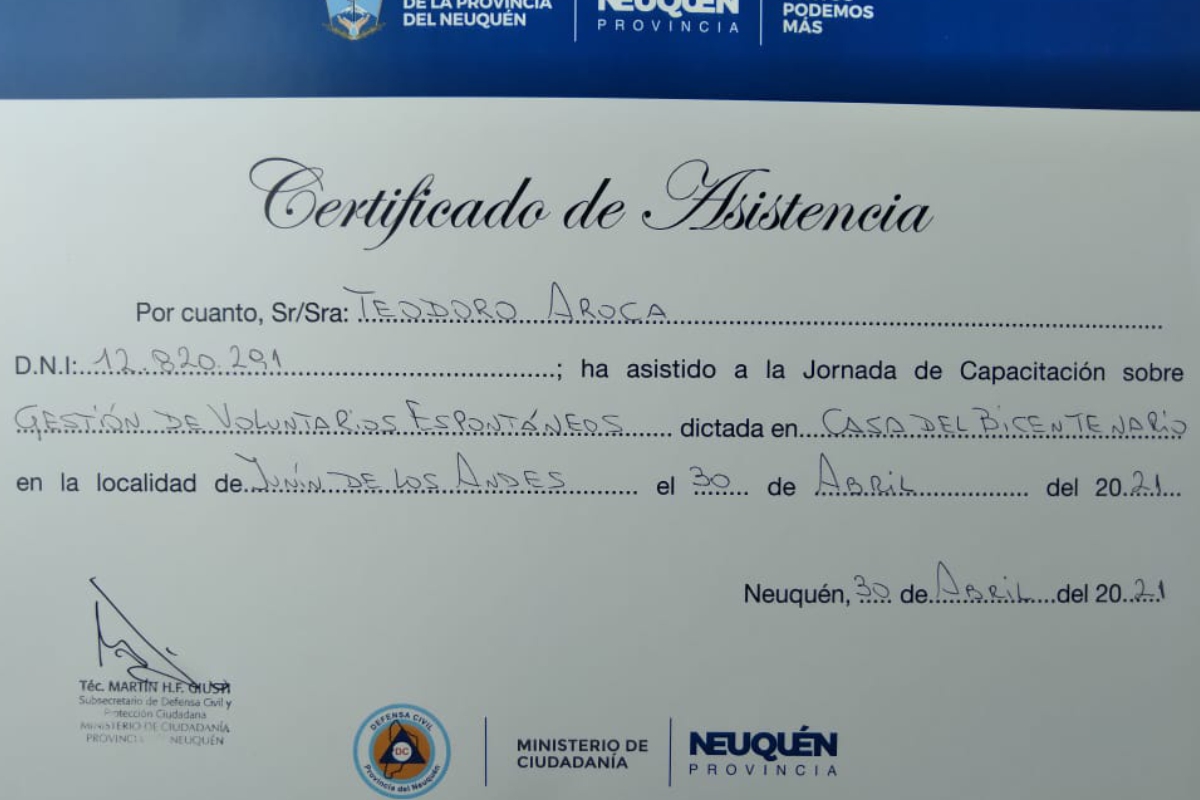 DE LA PROVINCIA
DEL NEUQUÉN
NEUQUÉN
PROVINCIA
PODEMOS
MÁS
Certificado de Asistencia
Por cuanto, Sr/Sra: TEODORO AROCA
D.N.I: 12.820.291 ; ha asistido a la Jornada de Capacitación sobre
GESTIÓN DE VOLUNTARIOS ESPONTÁNEOS dictada en CASA DEL BICENTENARIO
en la localidad de JUNÍN DE LOS ANDES el 30 de ABRIL del 2021
Neuquén, 30 de ABRIL del 2021
Téc. MARTÍN H.F. GIUSTI
Subsecretario de Defensa Civil y
Protección Ciudadana
MINISTERIO DE CIUDADANÍA
PROVINCIA NEUQUÉN
DEFENSA CIVIL
DC
Provincia del Neuquén
MINISTERIO DE
CIUDADANÍA
NEUQUÉN
PROVINCIA